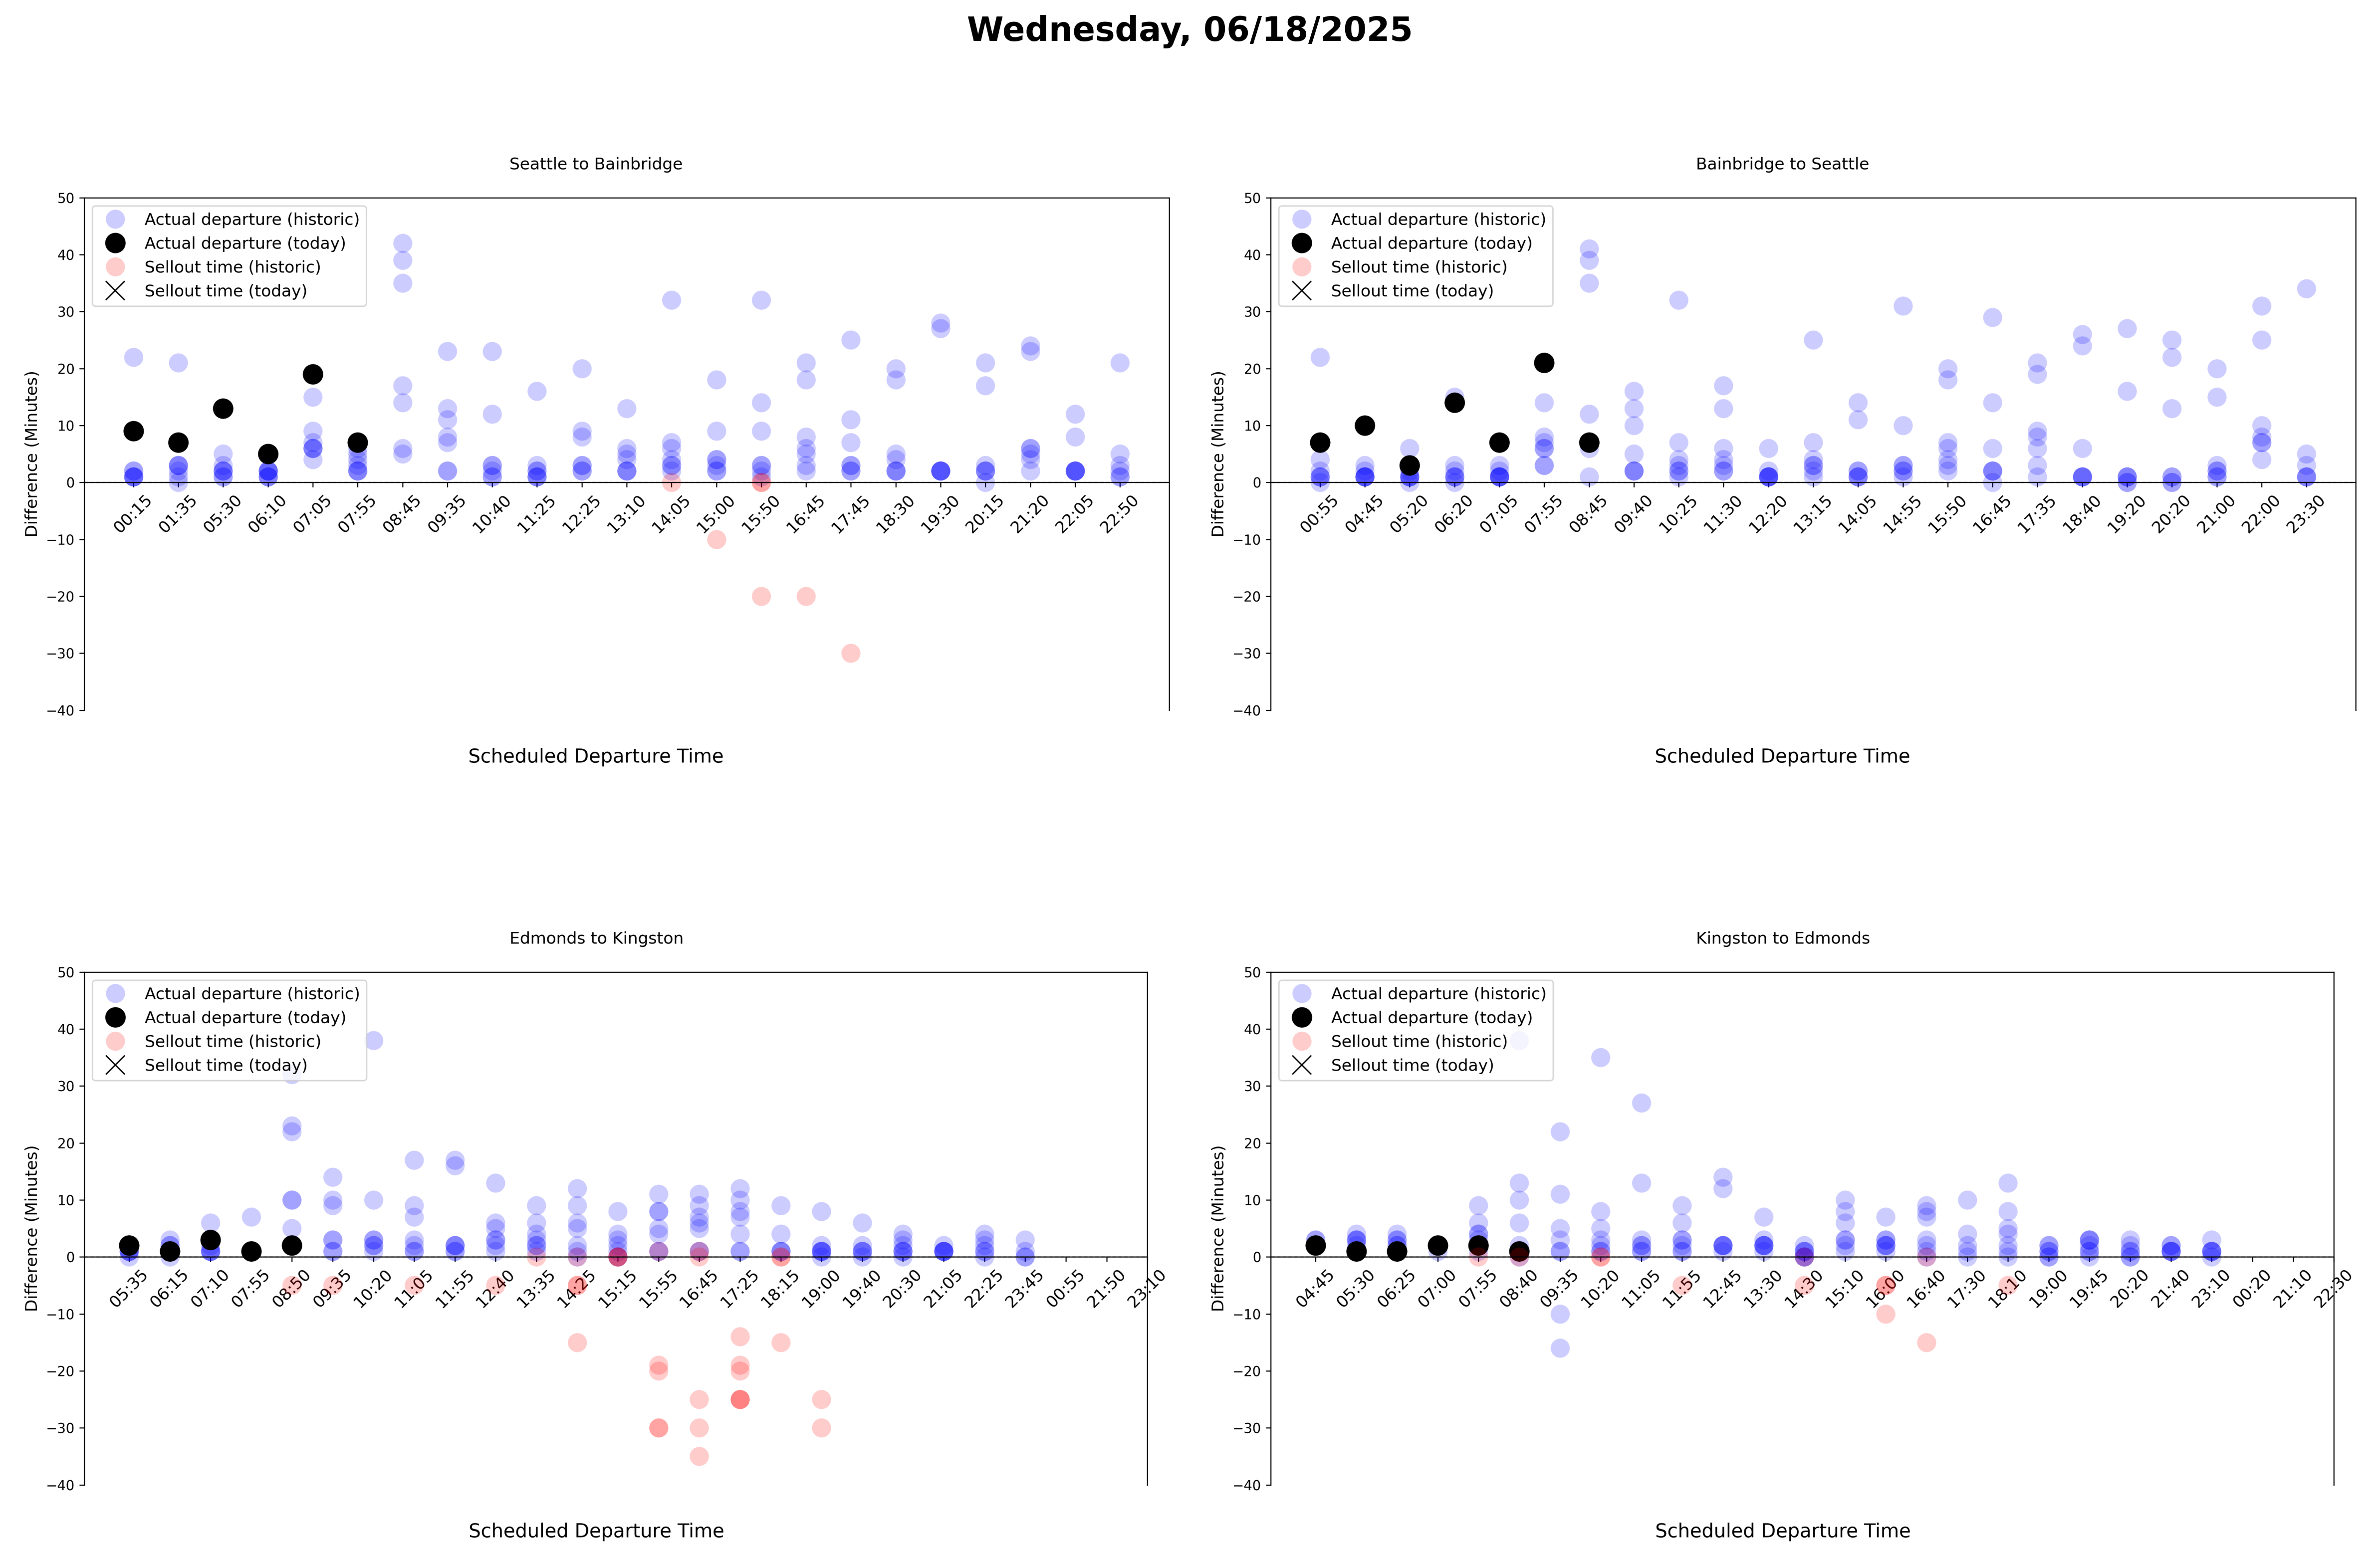 Wednesday, 06/18/2025
Seattle to Bainbridge
Difference (Minutes)
50
40
30
20
10
0
−10
−20
−30
−40
Actual departure (historic)
Actual departure (today)
Sellout time (historic)
Sellout time (today)
00:15 01:35 05:30 06:10 07:05 07:55 08:45 09:35 10:40 11:25 12:25 13:10 14:05 15:00 15:50 16:45 17:45 18:30 19:30 20:15 21:20 22:05 22:50
Scheduled Departure Time
Bainbridge to Seattle
Difference (Minutes)
50
40
30
20
10
0
−10
−20
−30
−40
Actual departure (historic)
Actual departure (today)
Sellout time (historic)
Sellout time (today)
00:55 04:45 05:20 06:20 07:05 07:55 08:45 09:40 10:25 11:30 12:20 13:15 14:05 14:55 15:50 16:45 17:35 18:40 19:20 20:20 21:00 22:00 23:30
Scheduled Departure Time
Edmonds to Kingston
Difference (Minutes)
50
40
30
20
10
0
−10
−20
−30
−40
Actual departure (historic)
Actual departure (today)
Sellout time (historic)
Sellout time (today)
05:35 06:15 07:10 07:55 08:50 09:35 10:20 11:05 11:55 12:40 13:35 14:25 15:15 15:55 16:45 17:25 18:15 19:00 19:40 20:30 21:05 22:25 23:45 00:55 21:50 23:10
Scheduled Departure Time
Kingston to Edmonds
Difference (Minutes)
50
40
30
20
10
0
−10
−20
−30
−40
Actual departure (historic)
Actual departure (today)
Sellout time (historic)
Sellout time (today)
04:45 05:30 06:25 07:00 07:55 08:40 09:35 10:20 11:05 11:55 12:45 13:30 14:30 15:10 16:00 16:40 17:30 18:10 19:00 19:45 20:20 21:40 23:10 00:20 21:10 22:30
Scheduled Departure Time